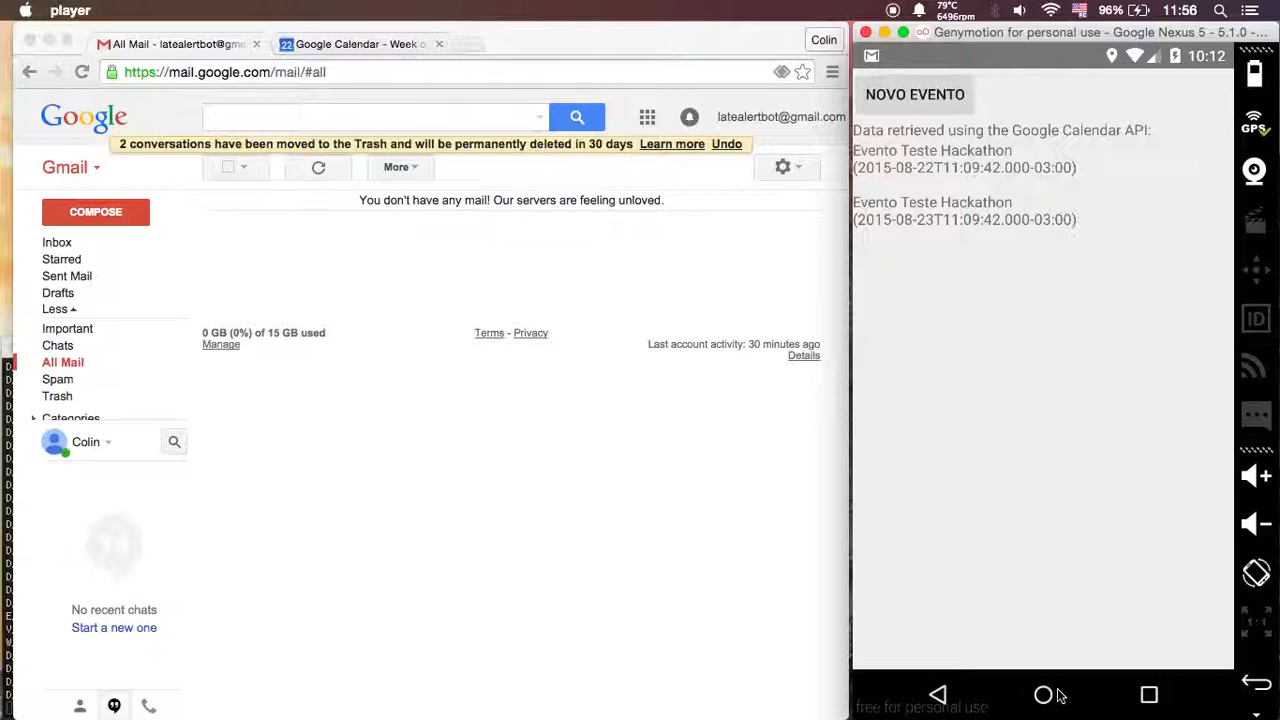 player
79°C
6496rpm
96%
11:56
All Mail - latealertbot@gm
22 Google Calendar - Week o
Colin
https://mail.google.com/mail/#all
Google
latealertbot@gmail.com
2 conversations have been moved to the Trash and will be permanently deleted in 30 days Learn more Undo
Gmail
More
COMPOSE
You don't have any mail! Our servers are feeling unloved.
Inbox
Starred
Sent Mail
Drafts
Less
Important
Chats
All Mail
Spam
Trash
Categories
0 GB (0%) of 15 GB used
Manage
Terms - Privacy
Last account activity: 30 minutes ago
Details
Colin
No recent chats
Start a new one
Genymotion for personal use - Google Nexus 5 - 5.1.0 -...
10:12
NOVO EVENTO
Data retrieved using the Google Calendar API:
Evento Teste Hackathon
(2015-08-22T11:09:42.000-03:00)
Evento Teste Hackathon
(2015-08-23T11:09:42.000-03:00)
GPS
ID
1:1
free for personal use